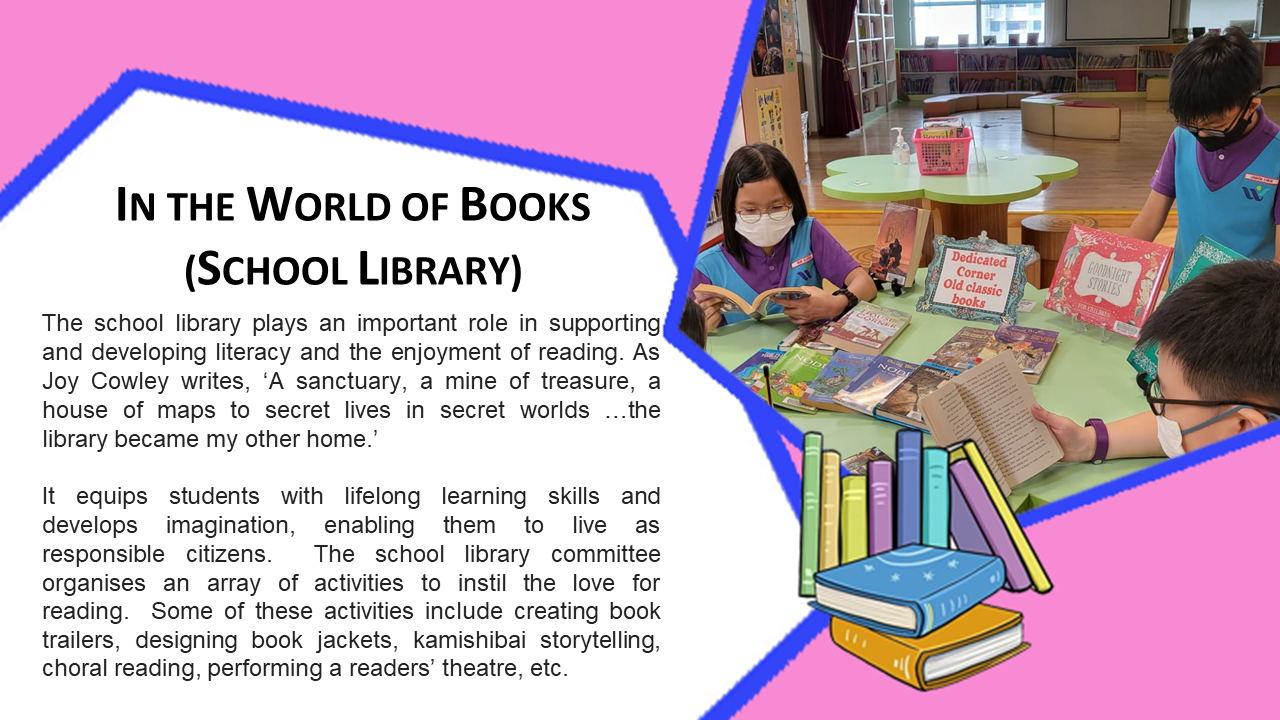 IN THE WORLD OF BOOKS
(SCHOOL LIBRARY)
The school library plays an important role in supporting
and developing literacy and the enjoyment of reading. As
Joy Cowley writes, ‘A sanctuary, a mine of treasure, a
house of maps to secret lives in secret worlds …the
library became my other home.’
It equips students with lifelong learning skills and
develops imagination, enabling them to live as
responsible citizens.  The school library committee
organises an array of activities to instil the love for
reading.  Some of these activities include creating book
trailers, designing book jackets, kamishibai storytelling,
choral reading, performing a readers’ theatre, etc.
Dedicated
Corner
Old classic
books
GOODNIGHT
STORIES